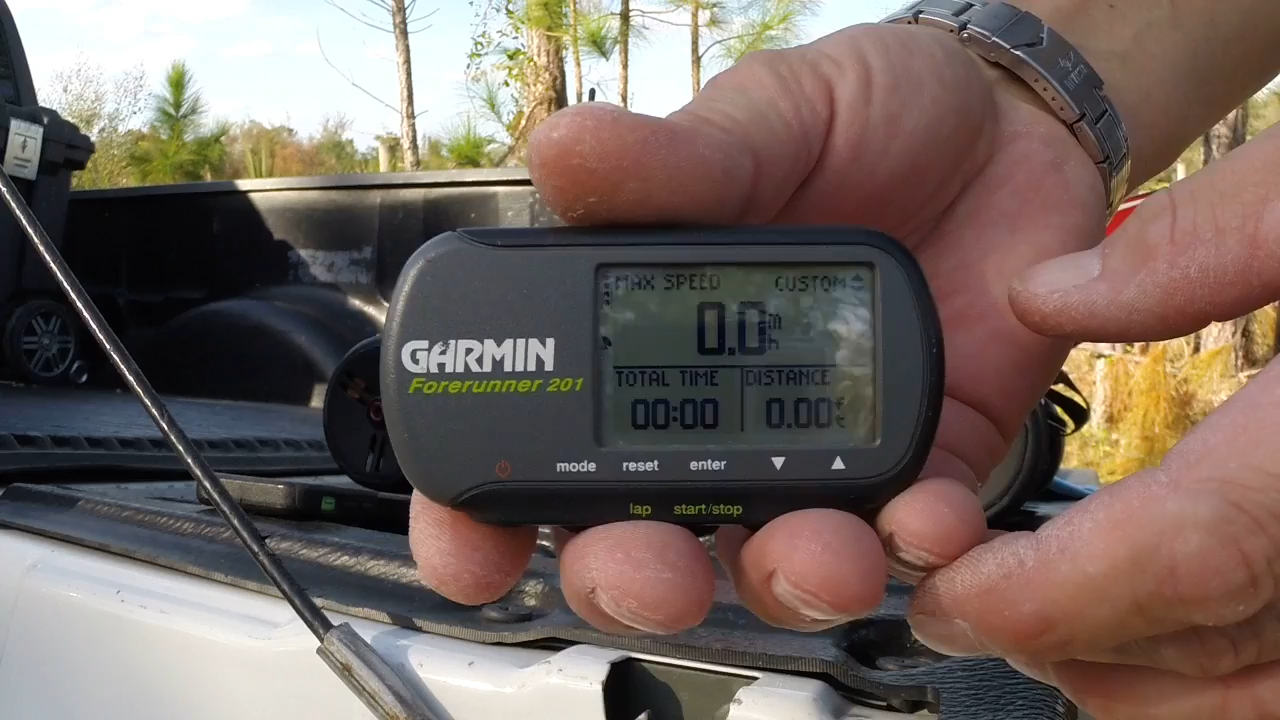 MAX SPEED CUSTOM
0.0 m
h
TOTAL TIME DISTANCE
00:00 0.00
GARMIN
Forerunner 201
mode reset enter
lap start/stop